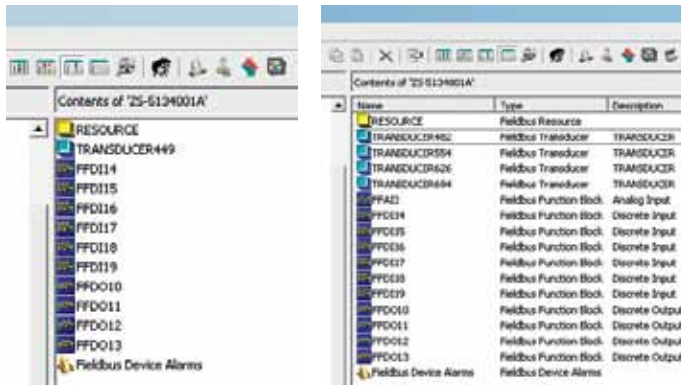 Contents of 'ZS-5134001A'
RESOURCE
TRANSDUCER449
FFDI14
FFDI15
FFDI16
FFDI17
FFDI18
FFDI19
FFDO10
FFDO11
FFDO12
FFDO13
Fieldbus Device Alarms
Contents of 'ZS-5134001A'
Name Type Description
RESOURCE Fieldbus Resource
TRANSDUCER482 Fieldbus Transducer TRANSDUCER
TRANSDUCER554 Fieldbus Transducer TRANSDUCER
TRANSDUCER626 Fieldbus Transducer TRANSDUCER
TRANSDUCER694 Fieldbus Transducer TRANSDUCER
FFAI1 Fieldbus Function Block Analog Input
FFDI14 Fieldbus Function Block Discrete Input
FFDI15 Fieldbus Function Block Discrete Input
FFDI16 Fieldbus Function Block Discrete Input
FFDI17 Fieldbus Function Block Discrete Input
FFDI18 Fieldbus Function Block Discrete Input
FFDI19 Fieldbus Function Block Discrete Input
FFDO10 Fieldbus Function Block Discrete Output
FFDO11 Fieldbus Function Block Discrete Output
FFDO12 Fieldbus Function Block Discrete Output
FFDO13 Fieldbus Function Block Discrete Output
Fieldbus Device Alarms Fieldbus Device Alarms